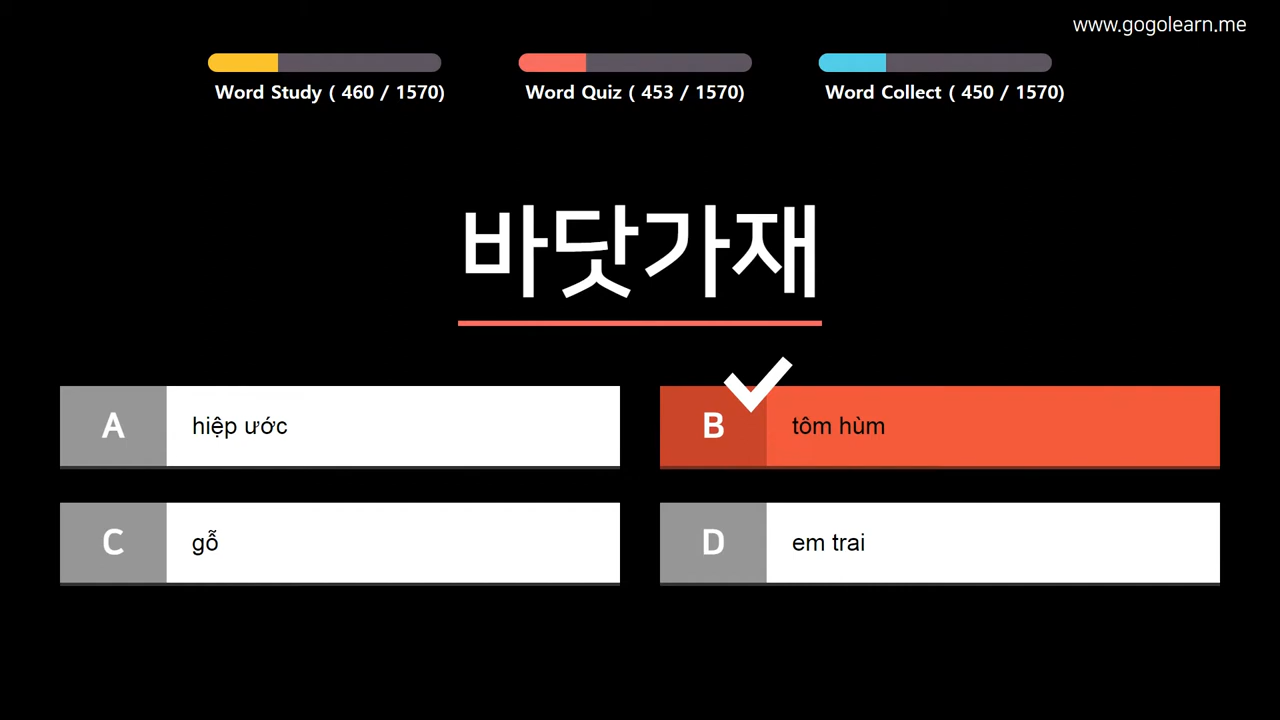 www.gogolearn.me
Word Study ( 460 / 1570)
Word Quiz ( 453 / 1570)
Word Collect ( 450 / 1570)
바닷가재
A
hiệp ước
B
tôm hùm
C
gỗ
D
em trai